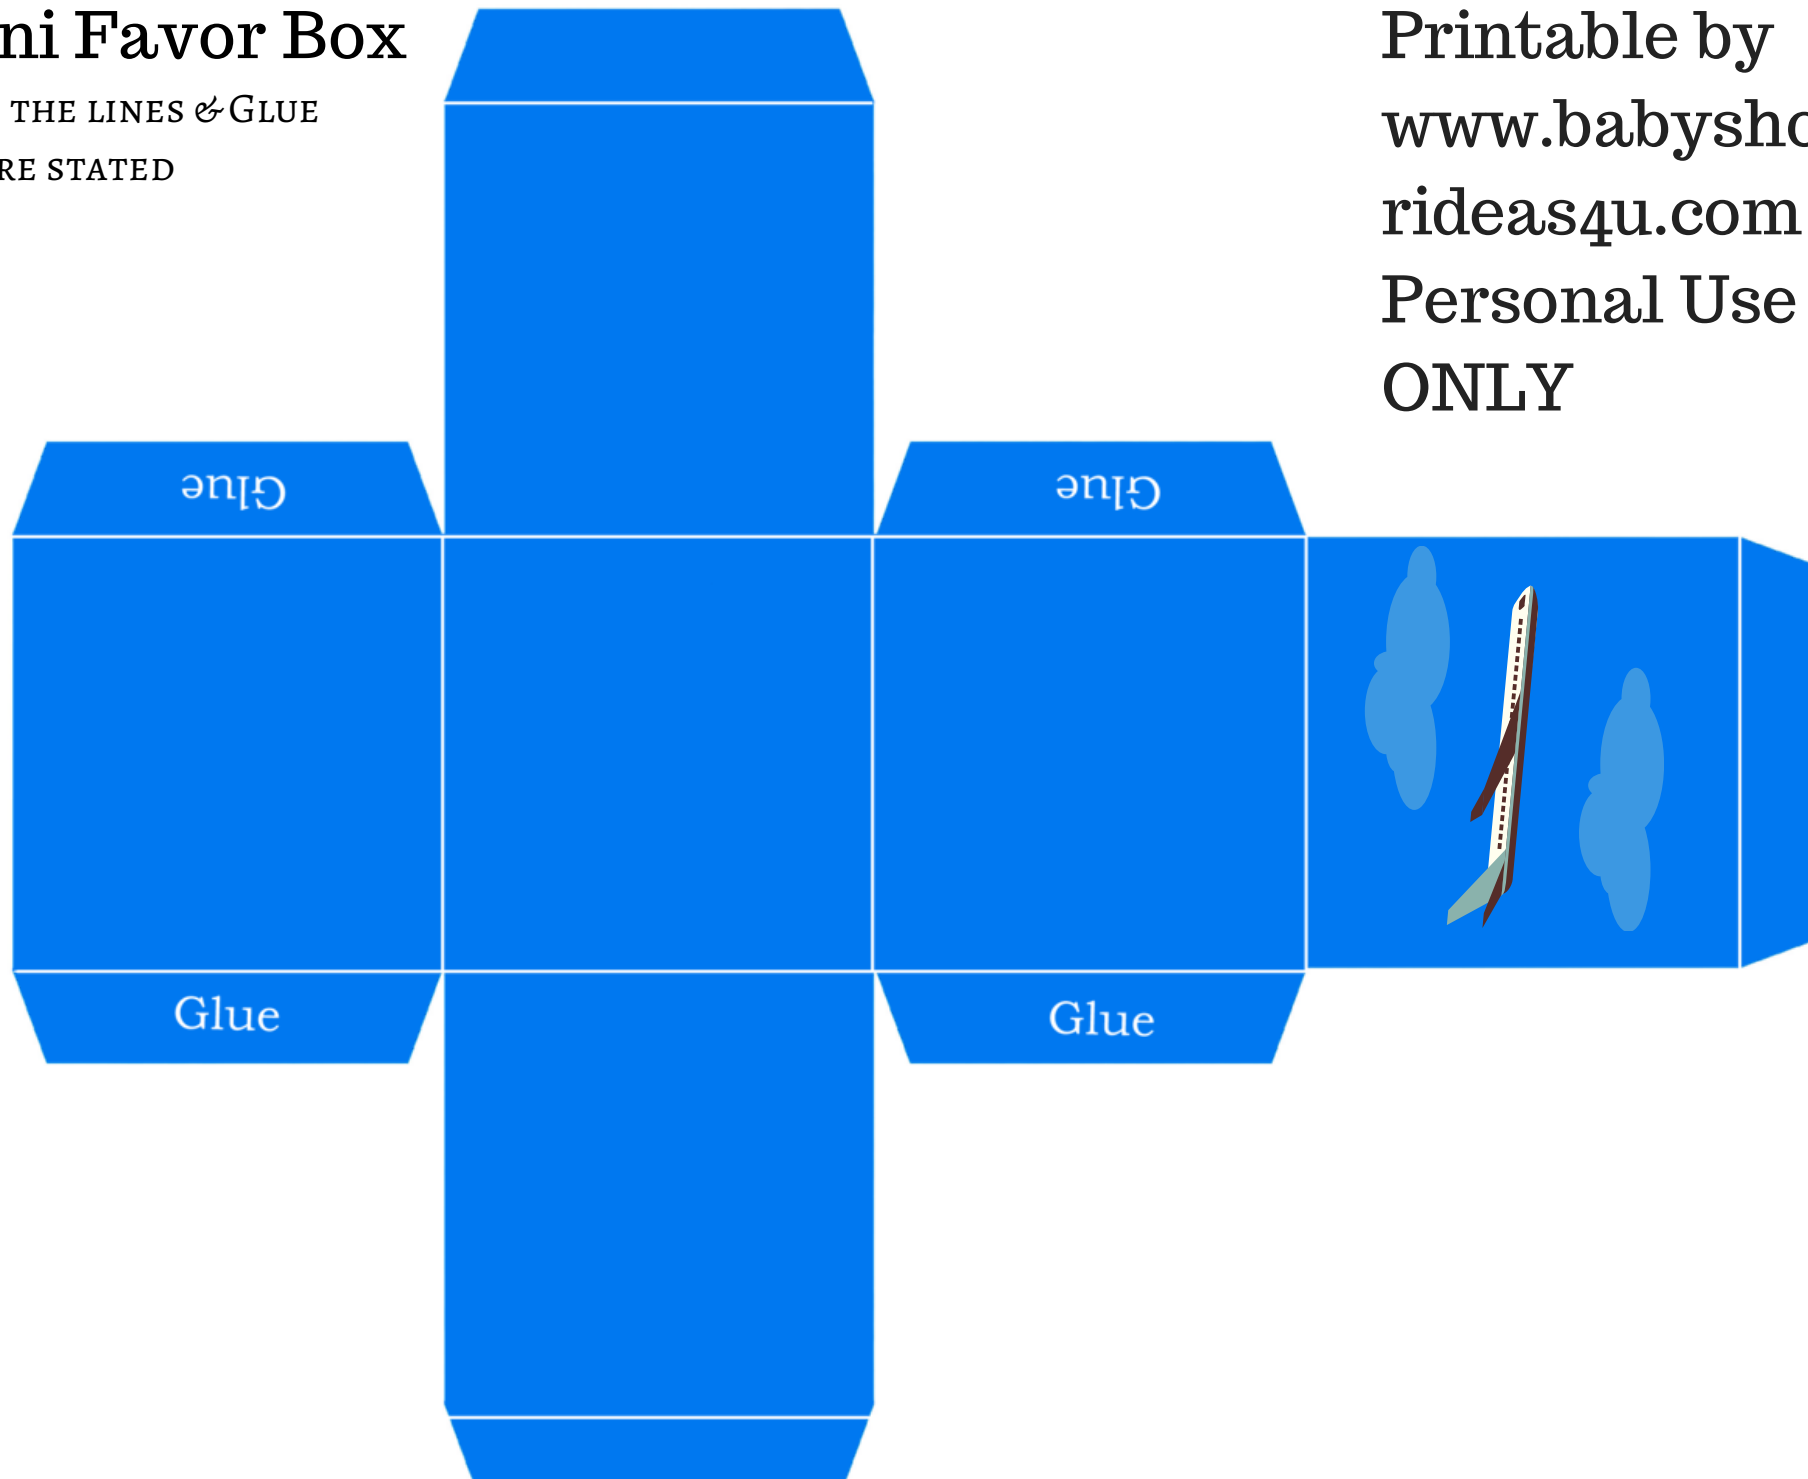 ni Favor Box
THE LINES & GLUE
RE STATED
Printable by
www.babysho
rideas4u.com
Personal Use
ONLY
Glue
Glue
Glue
Glue